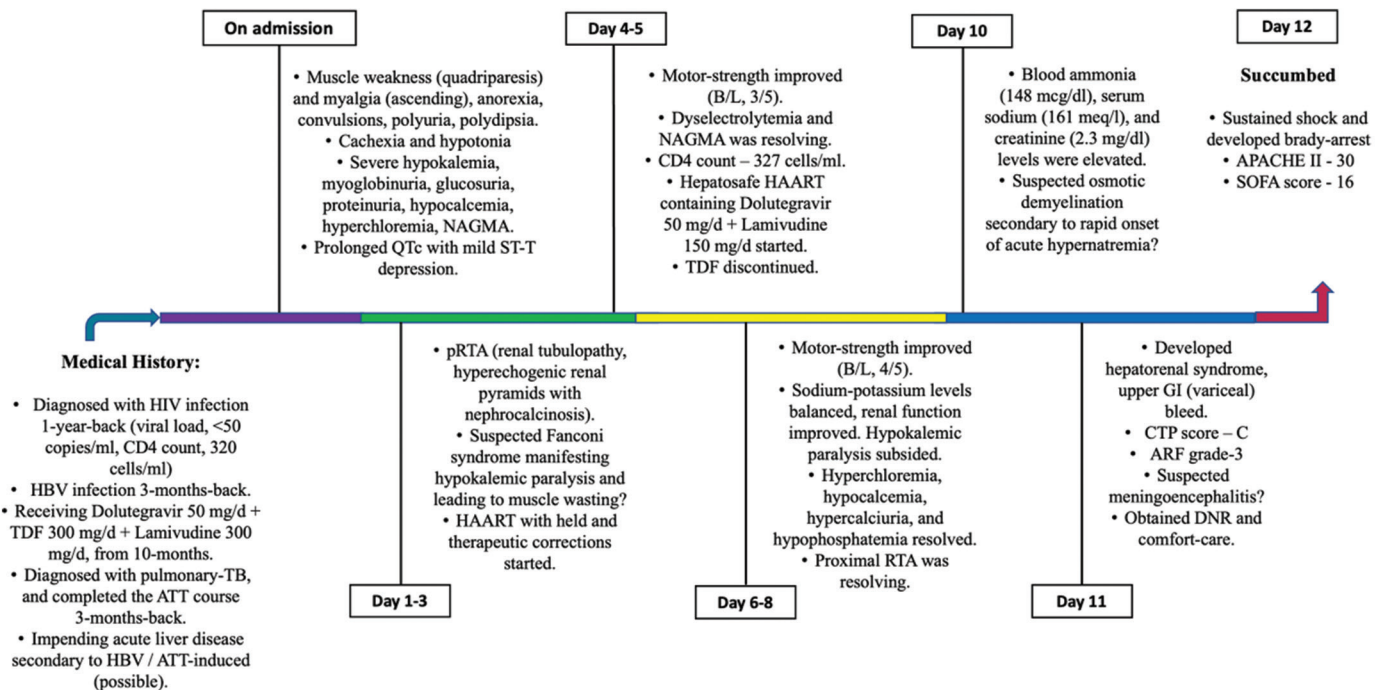 On admission
• Muscle weakness (quadriparesis)
and myalgia (ascending), anorexia,
convulsions, polyuria, polydipsia.
• Cachexia and hypotonia
• Severe hypokalemia,
myoglobinuria, glucosuria,
proteinuria, hypocalcemia,
hyperchloremia, NAGMA.
• Prolonged QTc with mild ST-T
depression.
Day 4-5
• Motor-strength improved
(B/L, 3/5).
• Dyselectrolytemia and
NAGMA was resolving.
• CD4 count – 327 cells/ml.
• Hepatosafe HAART
containing Dolutegravir
50 mg/d + Lamivudine
150 mg/d started.
• TDF discontinued.
Day 10
• Blood ammonia
(148 mcg/dl), serum
sodium (161 meq/l), and
creatinine (2.3 mg/dl)
levels were elevated.
• Suspected osmotic
demyelination
secondary to rapid onset
of acute hypernatremia?
Day 12
Succumbed
• Sustained shock and
developed brady-arrest
• APACHE II - 30
• SOFA score - 16
Medical History:
• Diagnosed with HIV infection
1-year-back (viral load, <50
copies/ml, CD4 count, 320
cells/ml)
• HBV infection 3-months-back.
• Receiving Dolutegravir 50 mg/d +
TDF 300 mg/d + Lamivudine 300
mg/d, from 10-months.
• Diagnosed with pulmonary-TB,
and completed the ATT course
3-months-back.
• Impending acute liver disease
secondary to HBV / ATT-induced
(possible).
• pRTA (renal tubulopathy,
hyperechogenic renal
pyramids with
nephrocalcinosis).
• Suspected Fanconi
syndrome manifesting
hypokalemic paralysis and
leading to muscle wasting?
• HAART with held and
therapeutic corrections
started.
Day 1-3
• Motor-strength improved
(B/L, 4/5).
• Sodium-potassium levels
balanced, renal function
improved. Hypokalemic
paralysis subsided.
• Hyperchloremia,
hypocalcemia,
hypercalciuria, and
hypophosphatemia resolved.
• Proximal RTA was
resolving.
Day 6-8
• Developed
hepatorenal syndrome,
upper GI (variceal)
bleed.
• CTP score – C
• ARF grade-3
• Suspected
meningoencephalitis?
• Obtained DNR and
comfort-care.
Day 11